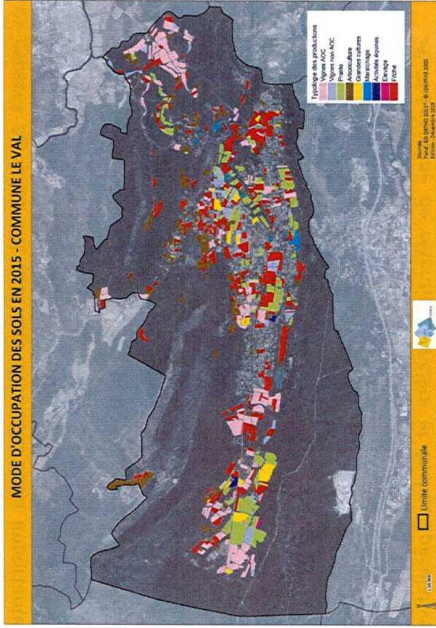 MODE D'OCCUPATION DES SOLS EN 2015 - COMMUNE LE VAL
Typologie des productions
Vignes AOC
Vignes non AOC
Prairie
Arboriculture
Grandes cultures
Maraîchage
Activités équines
Elevage
Friche
Limite communale